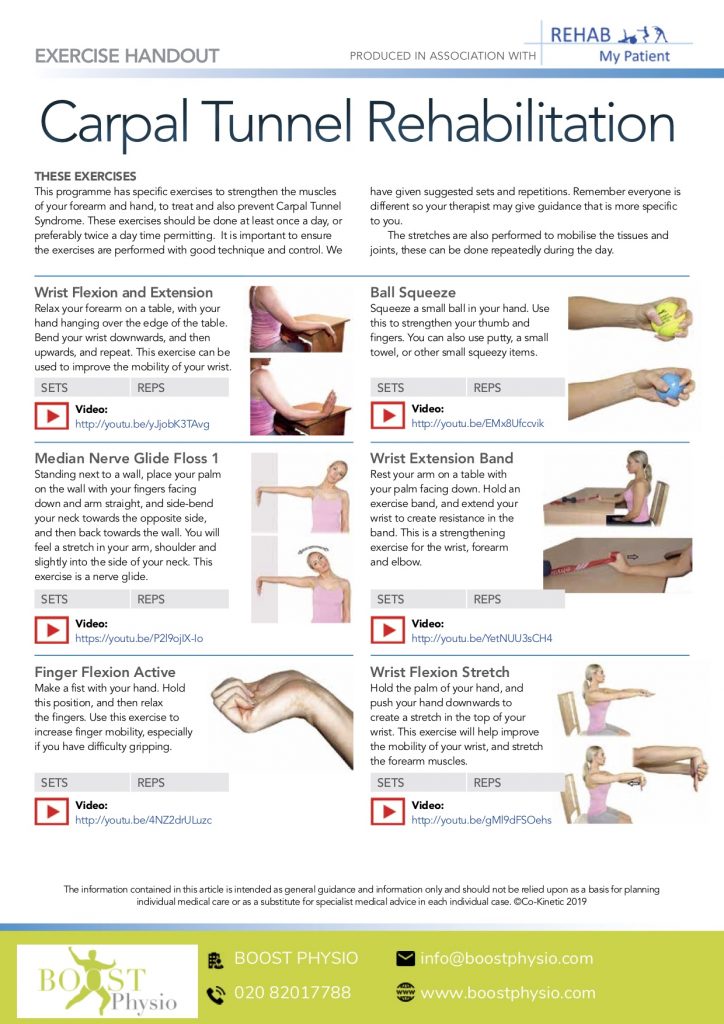 EXERCISE HANDOUT
PRODUCED IN ASSOCIATION WITH
REHAB
My Patient
Carpal Tunnel Rehabilitation
THESE EXERCISES
This programme has specific exercises to strengthen the muscles
of your forearm and hand, to treat and also prevent Carpal Tunnel
Syndrome. These exercises should be done at least once a day, or
preferably twice a day time permitting. It is important to ensure
the exercises are performed with good technique and control. We
have given suggested sets and repetitions. Remember everyone is
different so your therapist may give guidance that is more specific
to you.
The stretches are also performed to mobilise the tissues and
joints, these can be done repeatedly during the day.
Wrist Flexion and Extension
Relax your forearm on a table, with your
hand hanging over the edge of the table.
Bend your wrist downwards, and then
upwards, and repeat. This exercise can be
used to improve the mobility of your wrist.
SETS REPS
Video:
http://youtu.be/yJjobK3TAvg
Ball Squeeze
Squeeze a small ball in your hand. Use
this to strengthen your thumb and
fingers. You can also use putty, a small
towel, or other small squeezy items.
SETS REPS
Video:
http://youtu.be/EMx8Ufccvik
Median Nerve Glide Floss 1
Standing next to a wall, place your palm
on the wall with your fingers facing
down and arm straight, and side-bend
your neck towards the opposite side,
and then back towards the wall. You will
feel a stretch in your arm, shoulder and
slightly into the side of your neck. This
exercise is a nerve glide.
SETS REPS
Video:
https://youtu.be/P2l9ojIX-Io
Wrist Extension Band
Rest your arm on a table with
your palm facing down. Hold an
exercise band, and extend your
wrist to create resistance in the
band. This is a strengthening
exercise for the wrist, forearm
and elbow.
SETS REPS
Video:
http://youtu.be/YetNUU3sCH4
Finger Flexion Active
Make a fist with your hand. Hold
this position, and then relax
the fingers. Use this exercise to
increase finger mobility, especially
if you have difficulty gripping.
SETS REPS
Video:
http://youtu.be/4NZ2drULuzc
Wrist Flexion Stretch
Hold the palm of your hand, and
push your hand downwards to
create a stretch in the top of your
wrist. This exercise will help improve
the mobility of your wrist, and stretch
the forearm muscles.
SETS REPS
Video:
http://youtu.be/gMl9dFSOehs
The information contained in this article is intended as general guidance and information only and should not be relied upon as a basis for planning
individual medical care or as a substitute for specialist medical advice in each individual case. ©Co-Kinetic 2019
BOOST
Physio
BOOST PHYSIO
020 82017788
info@boostphysio.com
www.boostphysio.com